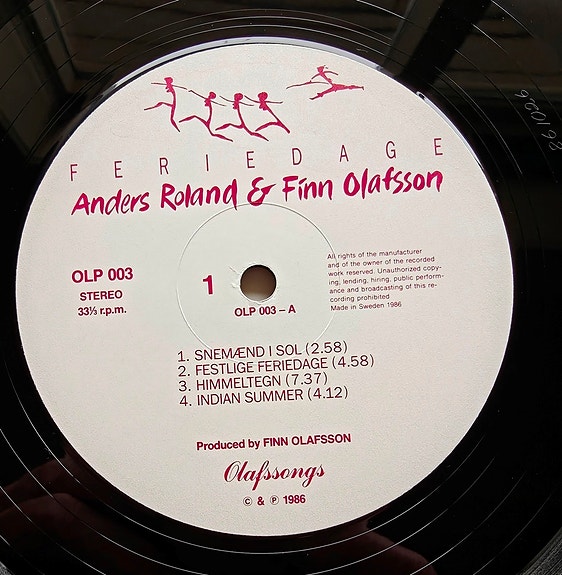 FERIEDAGE
Anders Roland & Finn Olafsson
OLP 003
STEREO
33⅓ r.p.m.
1
OLP 003 – A
All rights of the manufacturer
and of the owner of the recorded
work reserved. Unauthorized copy-
ing, lending, hiring, public perform-
ance and broadcasting of this re-
cording prohibited
Made in Sweden 1986
1. SNEMÆND I SOL (2.58)
2. FESTLIGE FERIEDAGE (4.58)
3. HIMMELTEGN (7.37)
4. INDIAN SUMMER (4.12)
Produced by FINN OLAFSSON
Olafssongs
© & ℗ 1986